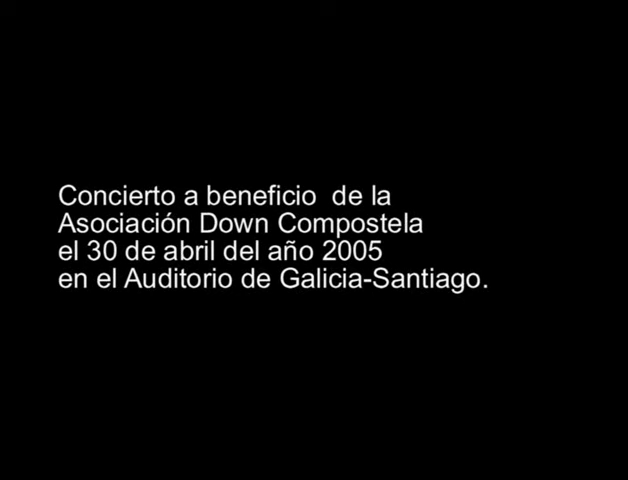 Concierto a beneficio  de la
Asociación Down Compostela
el 30 de abril del año 2005
en el Auditorio de Galicia-Santiago.